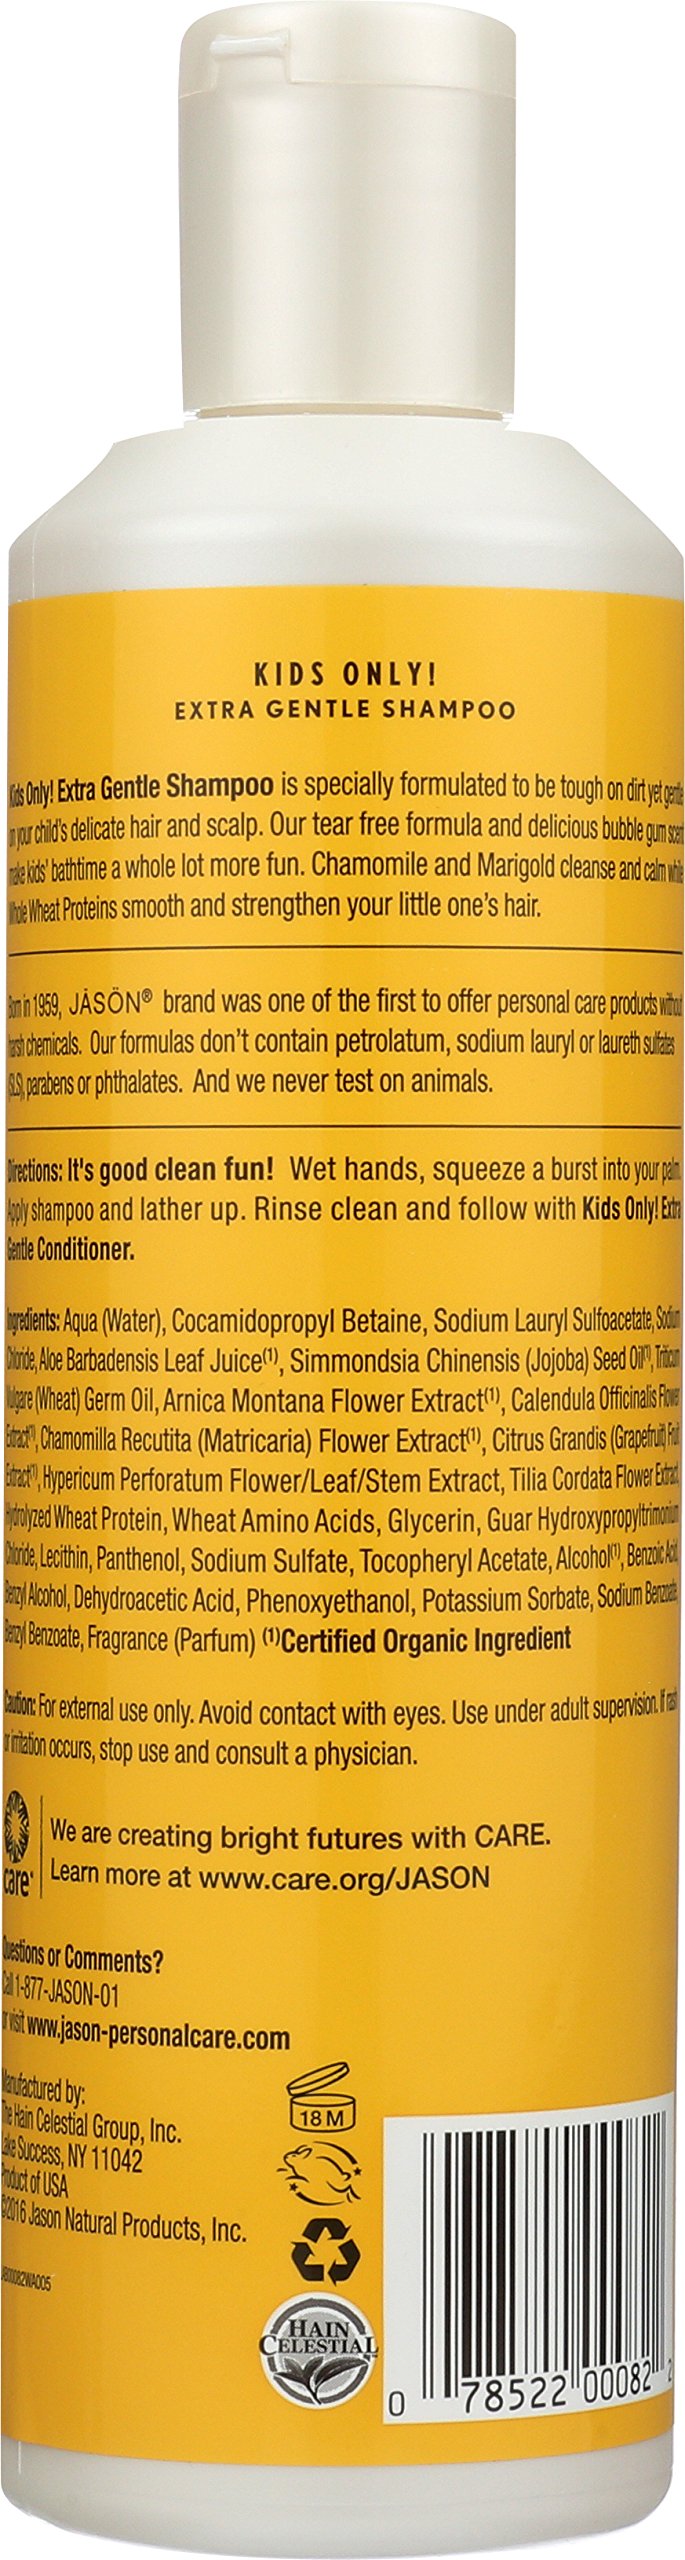 KIDS ONLY!
EXTRA GENTLE SHAMPOO
Kids Only! Extra Gentle Shampoo is specially formulated to be tough on dirt yet gentle
on your child's delicate hair and scalp. Our tear free formula and delicious bubble gum scent
make kids' bathtime a whole lot more fun. Chamomile and Marigold cleanse and calm while
Whole Wheat Proteins smooth and strengthen your little one's hair.
Born in 1959, JĀSÖN® brand was one of the first to offer personal care products without
harsh chemicals. Our formulas don't contain petrolatum, sodium lauryl or laureth sulfates
(SLS), parabens or phthalates. And we never test on animals.
Directions: It's good clean fun! Wet hands, squeeze a burst into your palm.
Apply shampoo and lather up. Rinse clean and follow with Kids Only! Extra
Gentle Conditioner.
Ingredients: Aqua (Water), Cocamidopropyl Betaine, Sodium Lauryl Sulfoacetate, Sodium
Chloride, Aloe Barbadensis Leaf Juice⁽¹⁾, Simmondsia Chinensis (Jojoba) Seed Oil⁽¹⁾, Triticum
Vulgare (Wheat) Germ Oil, Arnica Montana Flower Extract⁽¹⁾, Calendula Officinalis Flower
Extract⁽¹⁾, Chamomilla Recutita (Matricaria) Flower Extract⁽¹⁾, Citrus Grandis (Grapefruit) Fruit
Extract⁽¹⁾, Hypericum Perforatum Flower/Leaf/Stem Extract, Tilia Cordata Flower Extract,
Hydrolyzed Wheat Protein, Wheat Amino Acids, Glycerin, Guar Hydroxypropyltrimonium
Chloride, Lecithin, Panthenol, Sodium Sulfate, Tocopheryl Acetate, Alcohol⁽¹⁾, Benzoic Acid,
Benzyl Alcohol, Dehydroacetic Acid, Phenoxyethanol, Potassium Sorbate, Sodium Benzoate,
Benzyl Benzoate, Fragrance (Parfum) ⁽¹⁾Certified Organic Ingredient
Caution: For external use only. Avoid contact with eyes. Use under adult supervision. If rash
or irritation occurs, stop use and consult a physician.
care®
We are creating bright futures with CARE.
Learn more at www.care.org/JASON
Questions or Comments?
Call 1-877-JASON-01
or visit www.jason-personalcare.com
Manufactured by:
The Hain Celestial Group, Inc.
Lake Success, NY 11042
Product of USA
©2016 Jason Natural Products, Inc.
18 M
HAIN
CELESTIAL
0 78522 00082 2